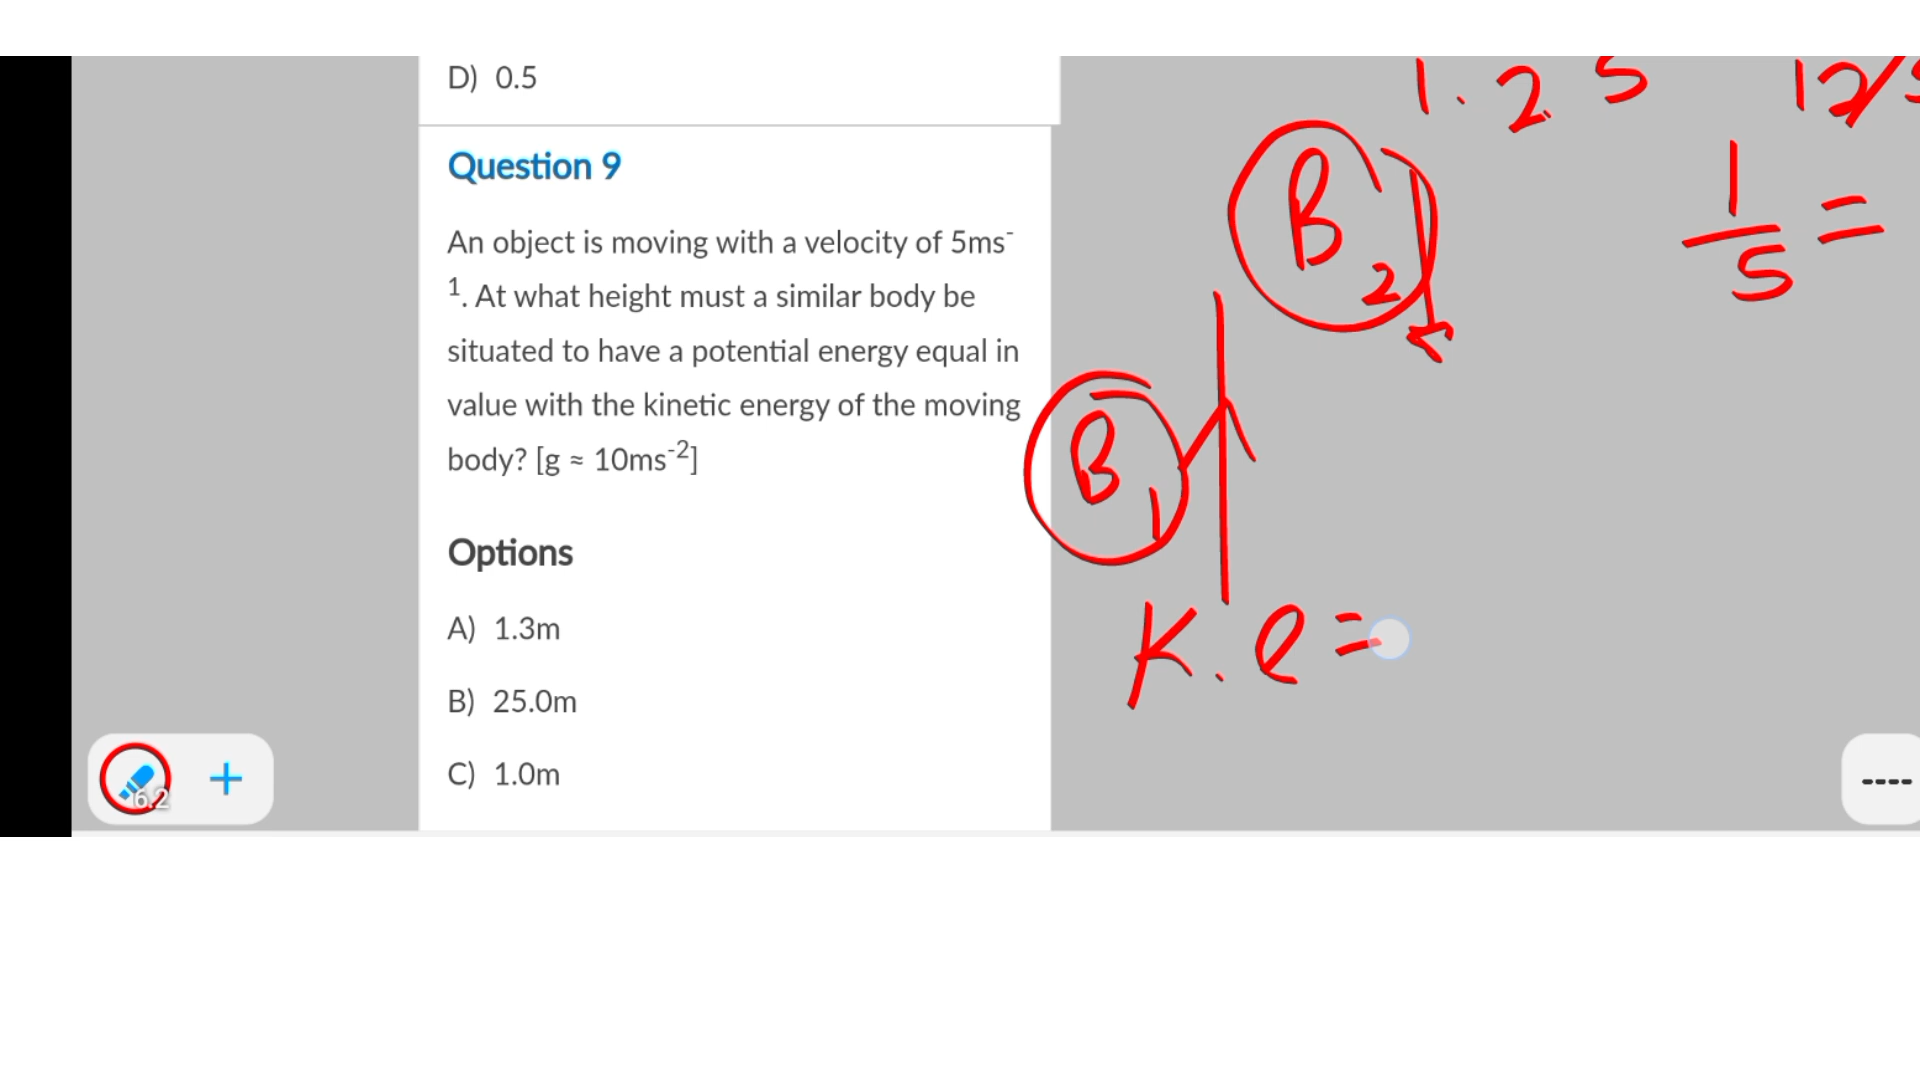 D) 0.5
Question 9
An object is moving with a velocity of 5ms⁻
¹. At what height must a similar body be
situated to have a potential energy equal in
value with the kinetic energy of the moving
body? [g ≈ 10ms⁻²]
Options
A) 1.3m
B) 25.0m
C) 1.0m
6.2
1.25
1/5 =
B2
B1
K.e =
----